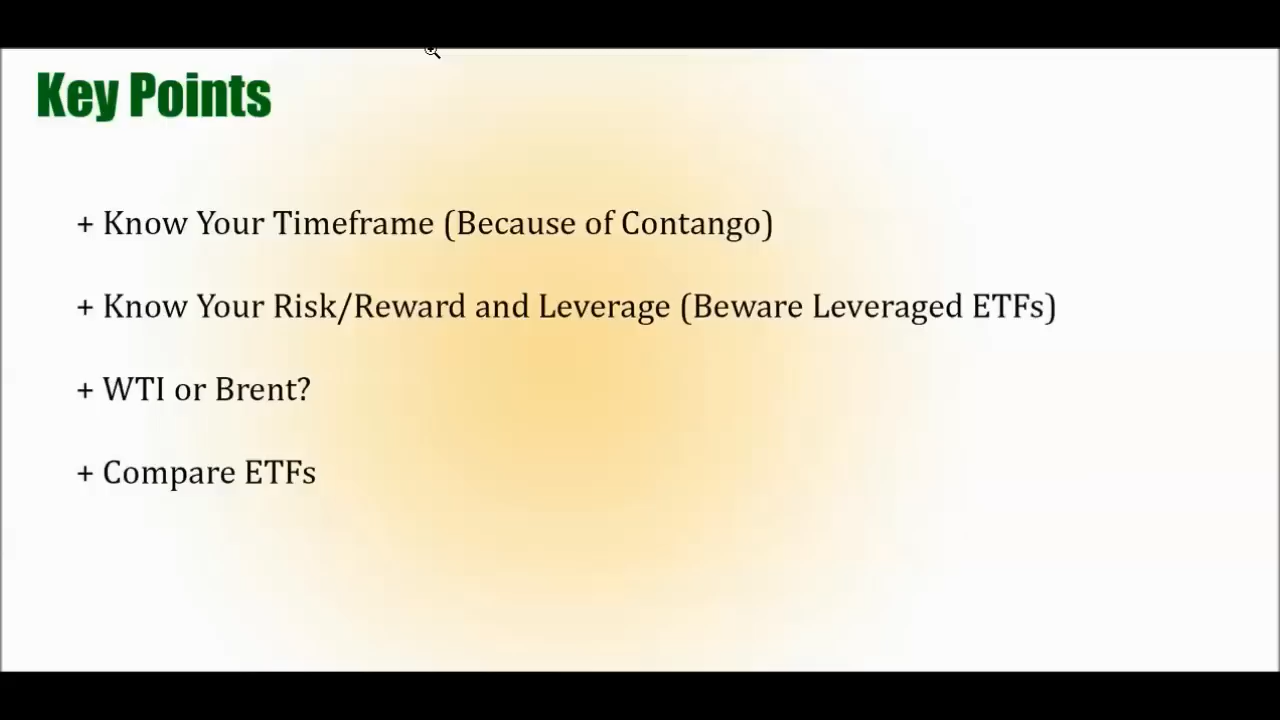 Key Points
+ Know Your Timeframe (Because of Contango)
+ Know Your Risk/Reward and Leverage (Beware Leveraged ETFs)
+ WTI or Brent?
+ Compare ETFs